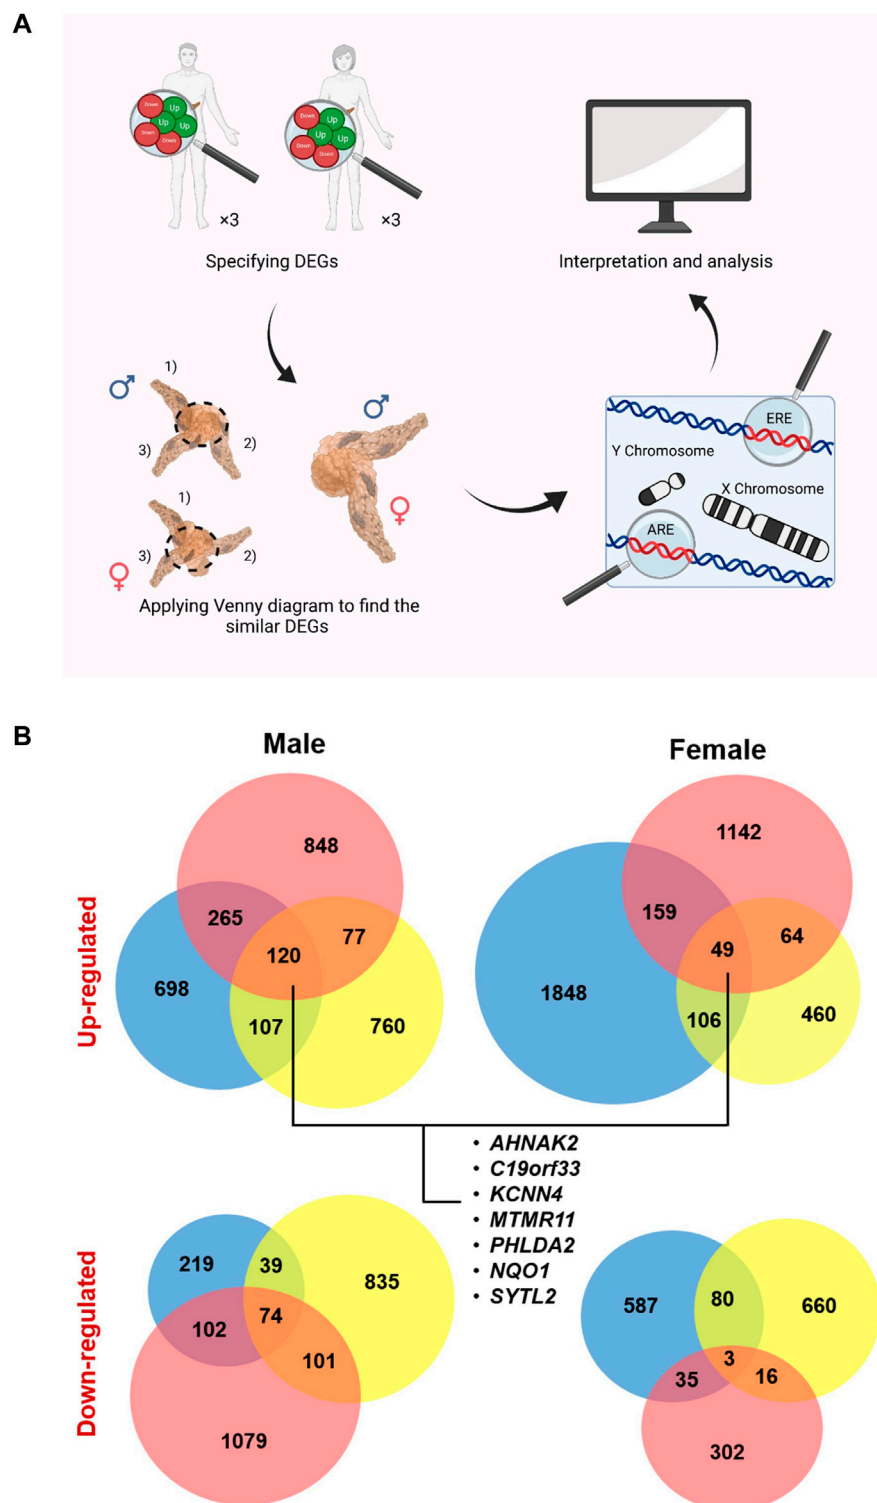 A
Down
Up
Up
Up
Down
Down
×3
Down
Up
Up
Up
Down
Down
×3
Specifying DEGs
Interpretation and analysis
1)
♂
3)
2)
1)
3)
2)
♀
♂
♀
Applying Venny diagram to find the
similar DEGs
ERE
Y Chromosome
X Chromosome
ARE
B
Male
Female
Up-regulated
848
265
77
120
698
107
760
1142
159
49
64
1848
106
460
• AHNAK2
• C19orf33
• KCNN4
• MTMR11
• PHLDA2
• NQO1
• SYTL2
Down-regulated
219
39
835
74
102
101
1079
587
80
660
3
35
16
302